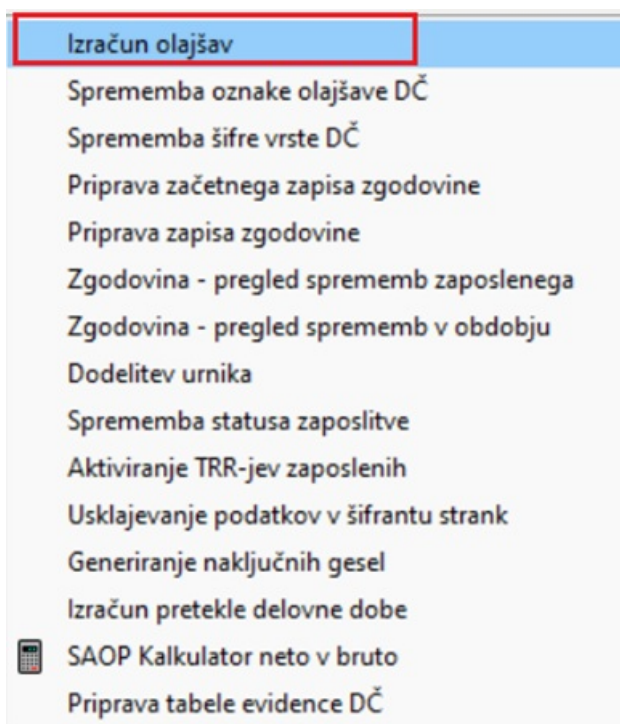 Izračun olajšav
Sprememba oznake olajšave DČ
Sprememba šifre vrste DČ
Priprava začetnega zapisa zgodovine
Priprava zapisa zgodovine
Zgodovina - pregled sprememb zaposlenega
Zgodovina - pregled sprememb v obdobju
Dodelitev urnika
Sprememba statusa zaposlitve
Aktiviranje TRR-jev zaposlenih
Usklajevanje podatkov v šifrantu strank
Generiranje naključnih gesel
Izračun pretekle delovne dobe
SAOP Kalkulator neto v bruto
Priprava tabele evidence DČ